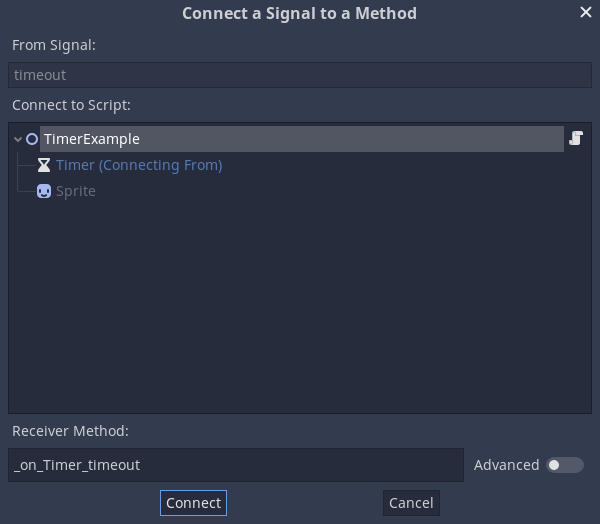 Connect a Signal to a Method
From Signal:
timeout
Connect to Script:
TimerExample
Timer (Connecting From)
Sprite
Receiver Method:
_on_Timer_timeout
Advanced
Connect
Cancel